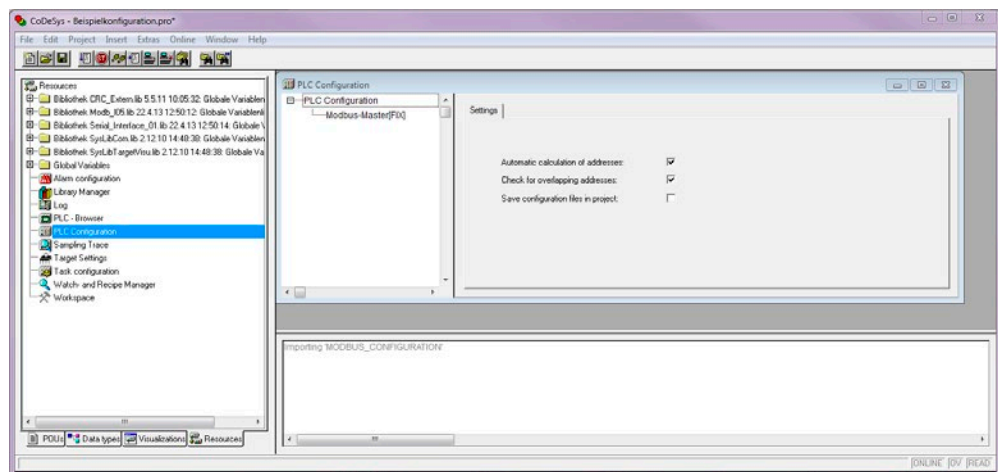 CoDeSys - Beispielkonfiguration.pro*
File Edit Project Insert Extras Online Window Help
Resources
Bibliothek CRC_Extern.lib 5.5.11 10:05:32: Globale Variablen
Bibliothek Modb_l05.lib 22.4.13 12:50:12: Globale Variablenli
Bibliothek Serial_Interface_01.lib 22.4.13 12:50:14: Globale V
Bibliothek SysLibCom.lib 2.12.10 14:48:38: Globale Variablen
Bibliothek SysLibTargetVisu.lib 2.12.10 14:48:38: Globale Va
Global Variables
Alarm configuration
Library Manager
Log
PLC - Browser
PLC Configuration
Sampling Trace
Target Settings
Task configuration
Watch- and Recipe Manager
Workspace
POUs Data types Visualizations Resources
PLC Configuration
PLC Configuration
Modbus-Master[FIX]
Settings
Automatic calculation of addresses:
Check for overlapping addresses:
Save configuration files in project:
Importing 'MODBUS_CONFIGURATION'
ONLINE OV READ